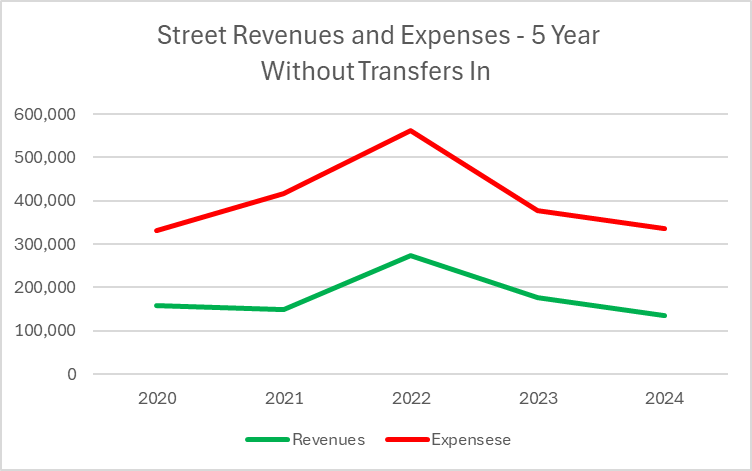 Street Revenues and Expenses - 5 Year
Without Transfers In
600,000
500,000
400,000
300,000
200,000
100,000
0
2020 2021 2022 2023 2024
Revenues Expensese